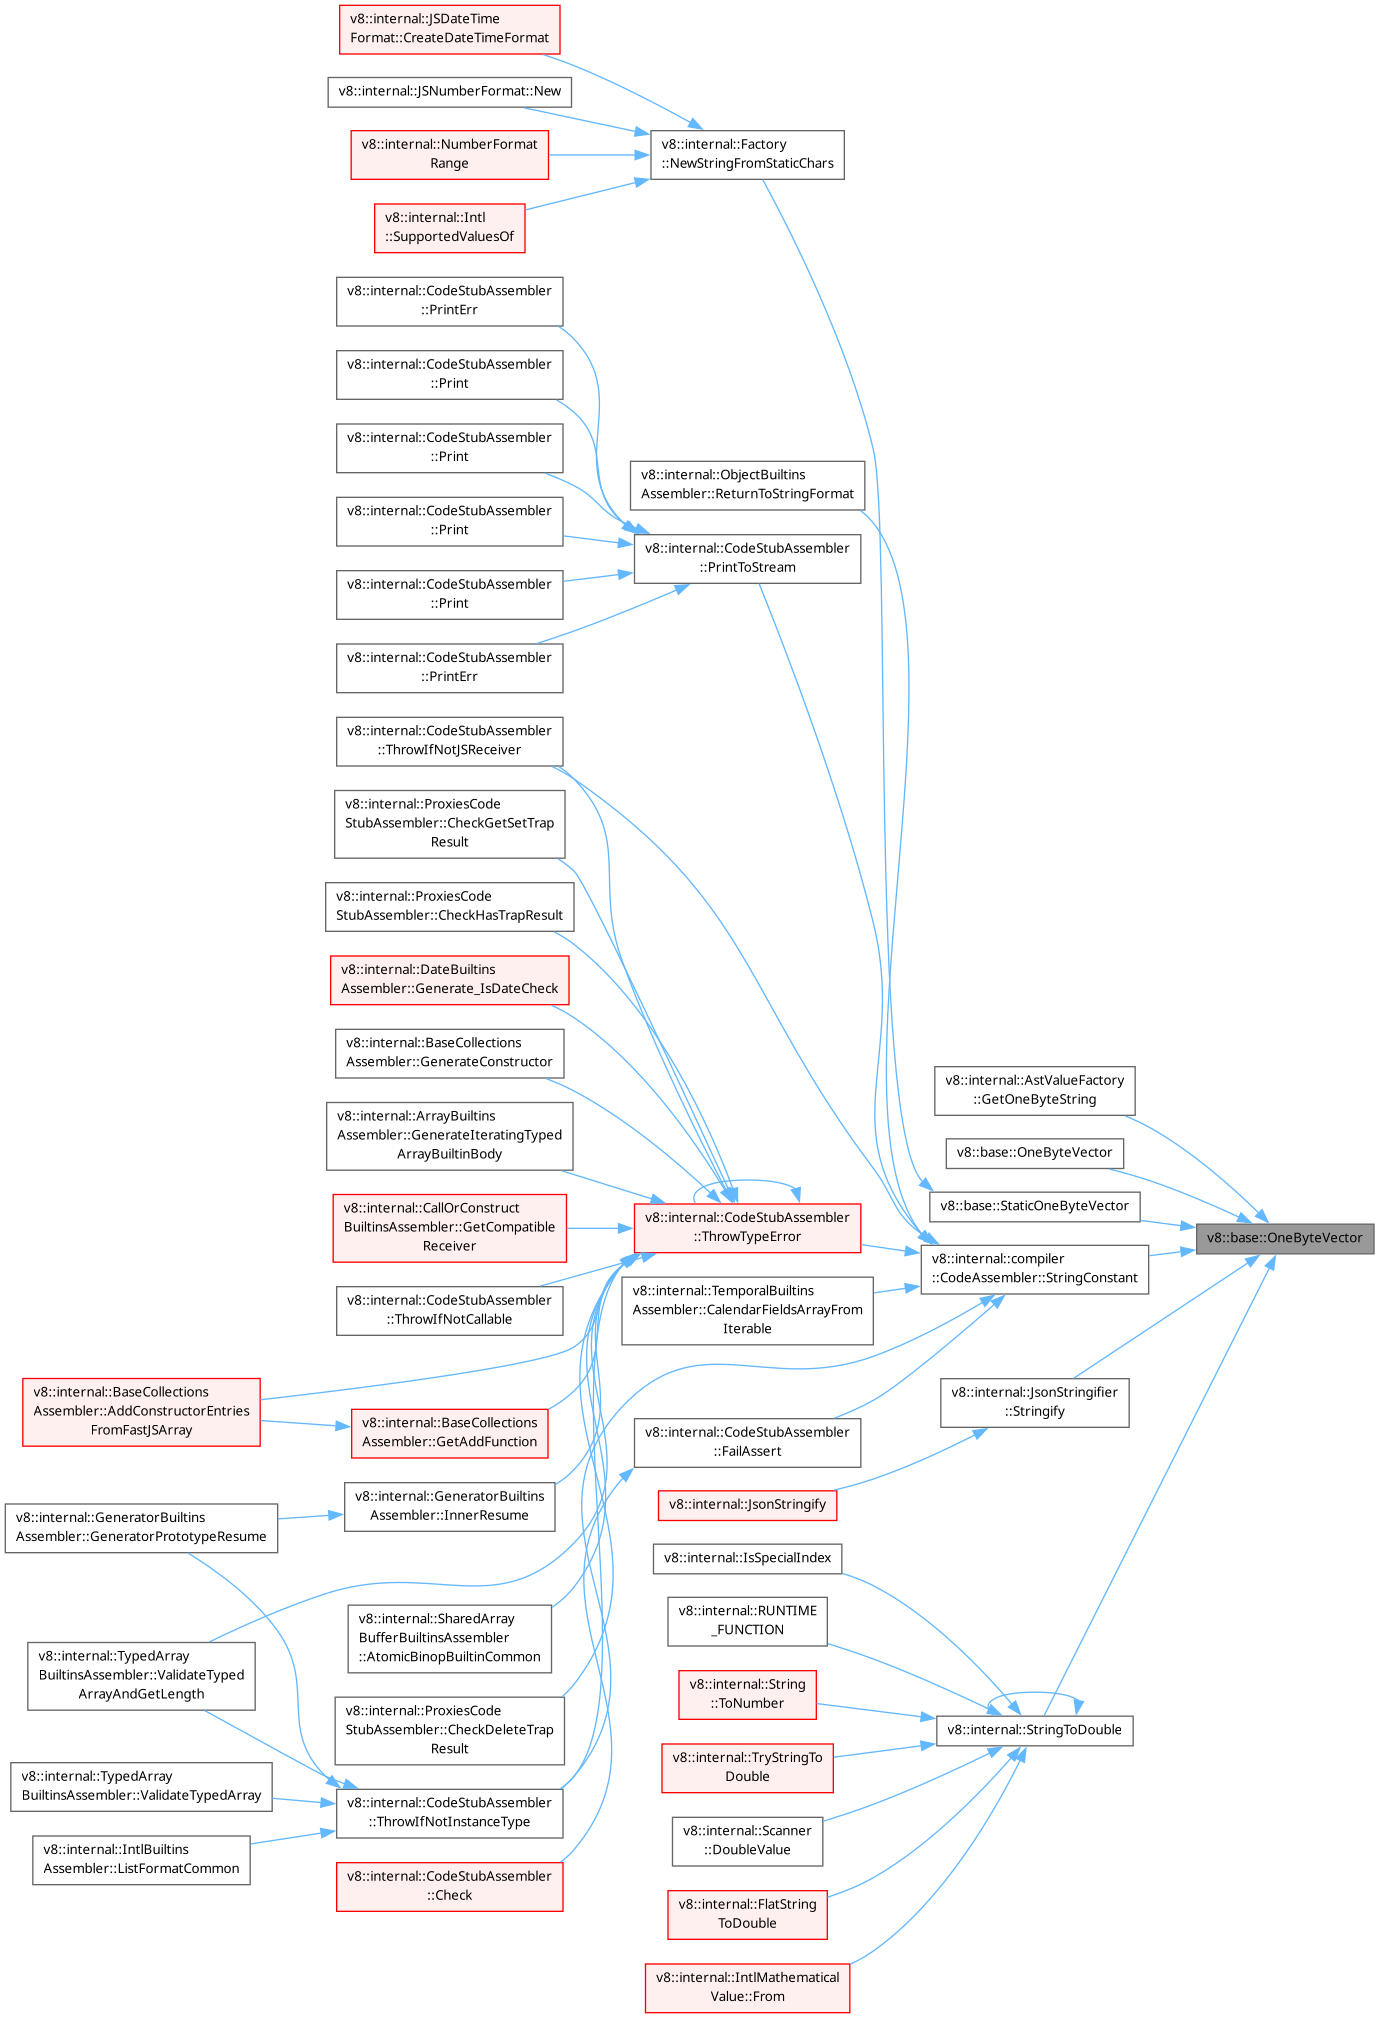 v8::internal::JSDateTime
Format::CreateDateTimeFormat
v8::internal::JSNumberFormat::New
v8::internal::NumberFormat
Range
v8::internal::Intl
::SupportedValuesOf
v8::internal::Factory
::NewStringFromStaticChars
v8::internal::CodeStubAssembler
::PrintErr
v8::internal::CodeStubAssembler
::Print
v8::internal::CodeStubAssembler
::Print
v8::internal::CodeStubAssembler
::Print
v8::internal::CodeStubAssembler
::Print
v8::internal::CodeStubAssembler
::PrintErr
v8::internal::ObjectBuiltins
Assembler::ReturnToStringFormat
v8::internal::CodeStubAssembler
::PrintToStream
v8::internal::CodeStubAssembler
::ThrowIfNotJSReceiver
v8::internal::ProxiesCode
StubAssembler::CheckGetSetTrap
Result
v8::internal::ProxiesCode
StubAssembler::CheckHasTrapResult
v8::internal::DateBuiltins
Assembler::Generate_IsDateCheck
v8::internal::BaseCollections
Assembler::GenerateConstructor
v8::internal::ArrayBuiltins
Assembler::GenerateIteratingTyped
ArrayBuiltinBody
v8::internal::CallOrConstruct
BuiltinsAssembler::GetCompatible
Receiver
v8::internal::CodeStubAssembler
::ThrowIfNotCallable
v8::internal::CodeStubAssembler
::ThrowTypeError
v8::internal::TemporalBuiltins
Assembler::CalendarFieldsArrayFrom
Iterable
v8::internal::AstValueFactory
::GetOneByteString
v8::base::OneByteVector
v8::base::StaticOneByteVector
v8::internal::compiler
::CodeAssembler::StringConstant
v8::base::OneByteVector
v8::internal::BaseCollections
Assembler::AddConstructorEntries
FromFastJSArray
v8::internal::BaseCollections
Assembler::GetAddFunction
v8::internal::CodeStubAssembler
::FailAssert
v8::internal::JsonStringifier
::Stringify
v8::internal::JsonStringify
v8::internal::GeneratorBuiltins
Assembler::GeneratorPrototypeResume
v8::internal::GeneratorBuiltins
Assembler::InnerResume
v8::internal::IsSpecialIndex
v8::internal::RUNTIME
_FUNCTION
v8::internal::SharedArray
BufferBuiltinsAssembler
::AtomicBinopBuiltinCommon
v8::internal::TypedArray
BuiltinsAssembler::ValidateTyped
ArrayAndGetLength
v8::internal::String
::ToNumber
v8::internal::ProxiesCode
StubAssembler::CheckDeleteTrap
Result
v8::internal::StringToDouble
v8::internal::TryStringTo
Double
v8::internal::TypedArray
BuiltinsAssembler::ValidateTypedArray
v8::internal::CodeStubAssembler
::ThrowIfNotInstanceType
v8::internal::Scanner
::DoubleValue
v8::internal::IntlBuiltins
Assembler::ListFormatCommon
v8::internal::CodeStubAssembler
::Check
v8::internal::FlatString
ToDouble
v8::internal::IntlMathematical
Value::From